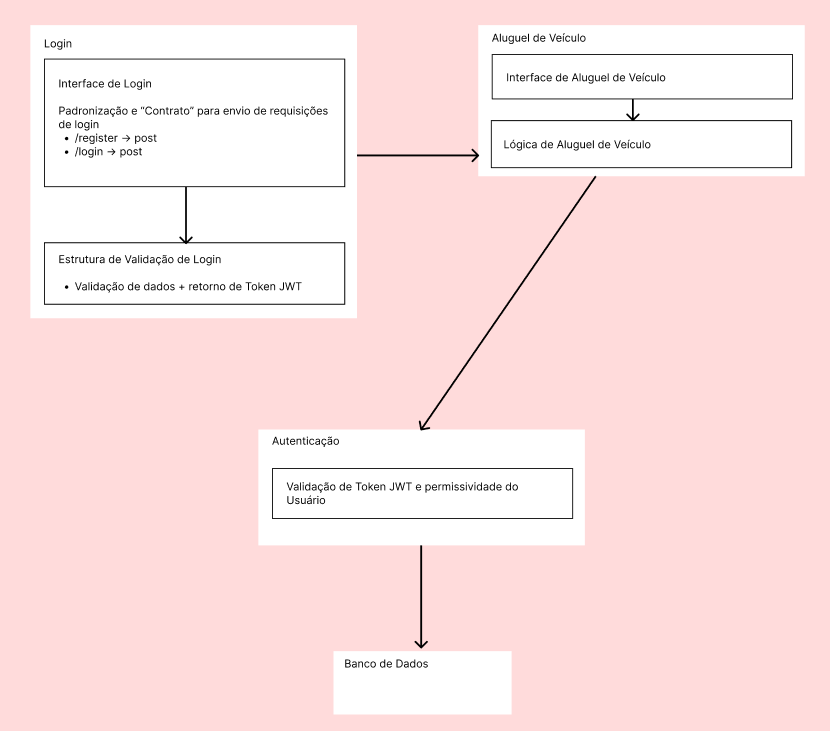 Login
Interface de Login
Padronização e “Contrato” para envio de requisições
de login
• /register → post
• /login → post
Estrutura de Validação de Login
• Validação de dados + retorno de Token JWT
Aluguel de Veículo
Interface de Aluguel de Veículo
Lógica de Aluguel de Veículo
Autenticação
Validação de Token JWT e permissividade do
Usuário
Banco de Dados